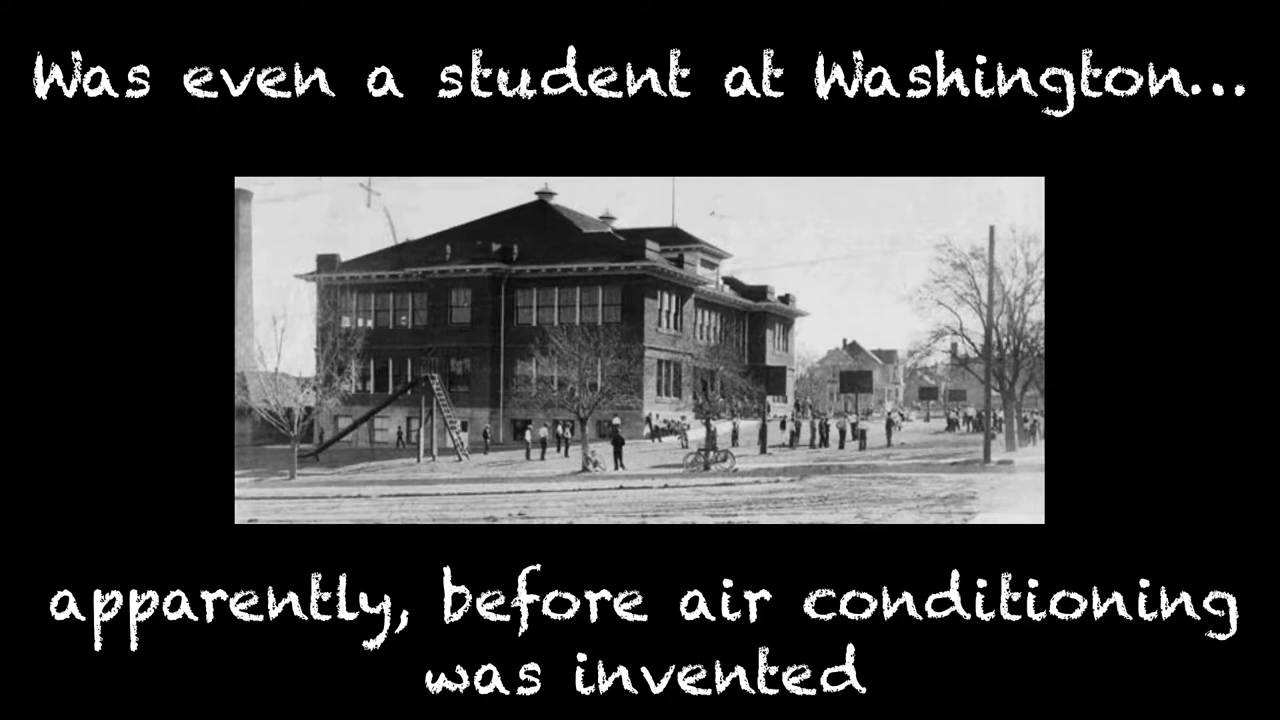 Was even a student at Washington...
apparently, before air conditioning
was invented